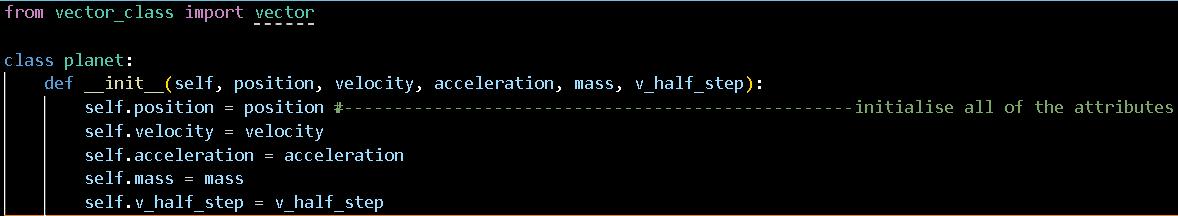 from vector_class import vector
class planet:
def __init__(self, position, velocity, acceleration, mass, v_half_step):
self.position = position #---------------------------------------------------initialise all of the attributes
self.velocity = velocity
self.acceleration = acceleration
self.mass = mass
self.v_half_step = v_half_step